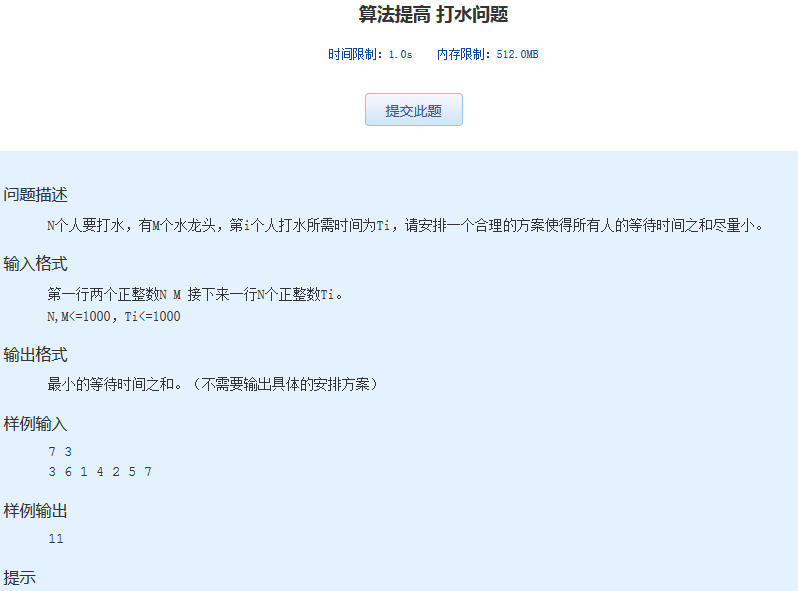 算法提高 打水问题
时间限制：1.0s 内存限制：512.0MB
提交此题
问题描述
N个人要打水，有M个水龙头，第i个人打水所需时间为Ti，请安排一个合理的方案使得所有人的等待时间之和尽量小。
输入格式
第一行两个正整数N M 接下来一行N个正整数Ti。
N,M<=1000，Ti<=1000
输出格式
最小的等待时间之和。（不需要输出具体的安排方案）
样例输入
7 3
3 6 1 4 2 5 7
样例输出
11
提示